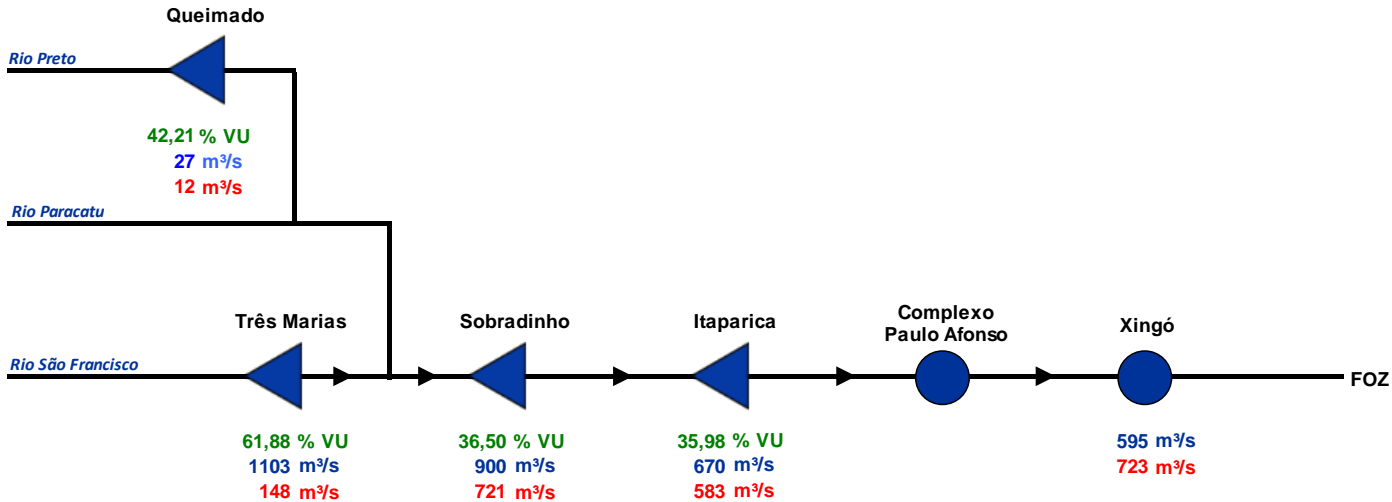 Queimado
Rio Preto
42,21 % VU
27 m³/s
12 m³/s
Rio Paracatu
Três Marias
Sobradinho
Itaparica
Complexo
Paulo Afonso
Xingó
Rio São Francisco
FOZ
61,88 % VU
1103 m³/s
148 m³/s
36,50 % VU
900 m³/s
721 m³/s
35,98 % VU
670 m³/s
583 m³/s
595 m³/s
723 m³/s